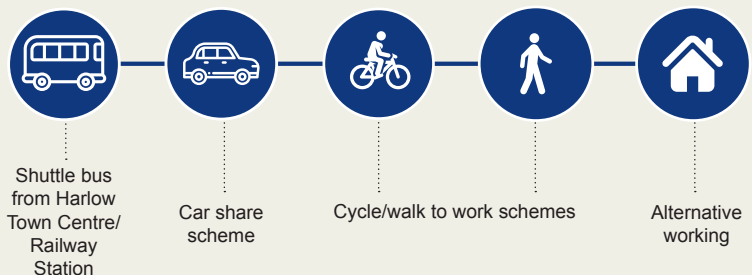 Shuttle bus
from Harlow
Town Centre/
Railway
Station
Car share
scheme
Cycle/walk to work schemes
Alternative
working